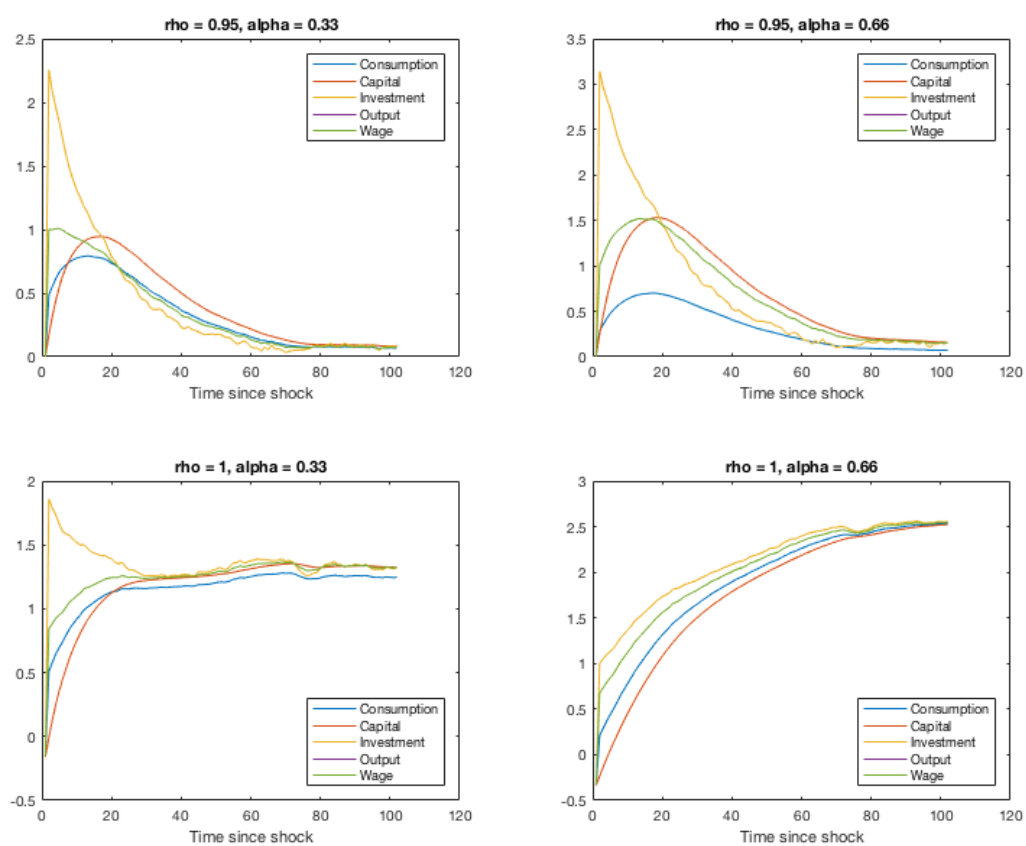 rho = 0.95, alpha = 0.33
2.5
2
1.5
1
0.5
0
0 20 40 60 80 100 120
Time since shock
Consumption
Capital
Investment
Output
Wage
rho = 0.95, alpha = 0.66
3.5
3
2.5
2
1.5
1
0.5
0
0 20 40 60 80 100 120
Time since shock
Consumption
Capital
Investment
Output
Wage
rho = 1, alpha = 0.33
2
1.5
1
0.5
0
-0.5
0 20 40 60 80 100 120
Time since shock
Consumption
Capital
Investment
Output
Wage
rho = 1, alpha = 0.66
3
2.5
2
1.5
1
0.5
0
-0.5
0 20 40 60 80 100 120
Time since shock
Consumption
Capital
Investment
Output
Wage